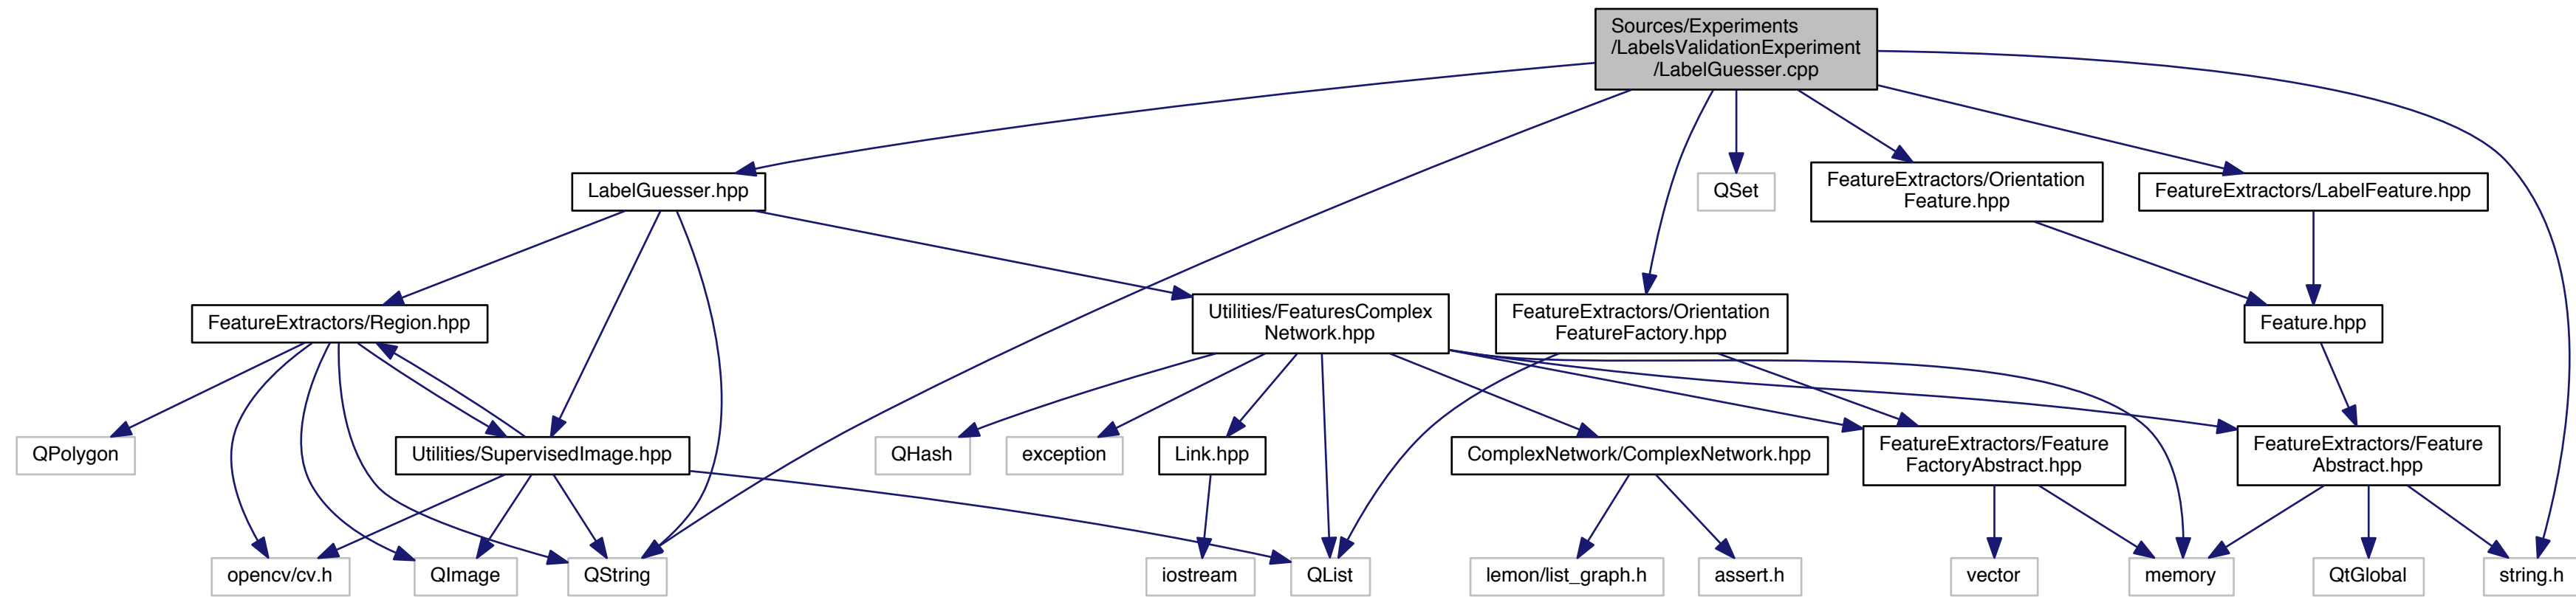 Sources/Experiments
/LabelsValidationExperiment
/LabelGuesser.cpp
LabelGuesser.hpp
QSet
FeatureExtractors/Orientation
Feature.hpp
FeatureExtractors/LabelFeature.hpp
FeatureExtractors/Region.hpp
Utilities/FeaturesComplex
Network.hpp
FeatureExtractors/Orientation
FeatureFactory.hpp
Feature.hpp
QPolygon
Utilities/SupervisedImage.hpp
QHash
exception
Link.hpp
ComplexNetwork/ComplexNetwork.hpp
FeatureExtractors/Feature
FactoryAbstract.hpp
FeatureExtractors/Feature
Abstract.hpp
opencv/cv.h
QImage
QString
iostream
QList
lemon/list_graph.h
assert.h
vector
memory
QtGlobal
string.h